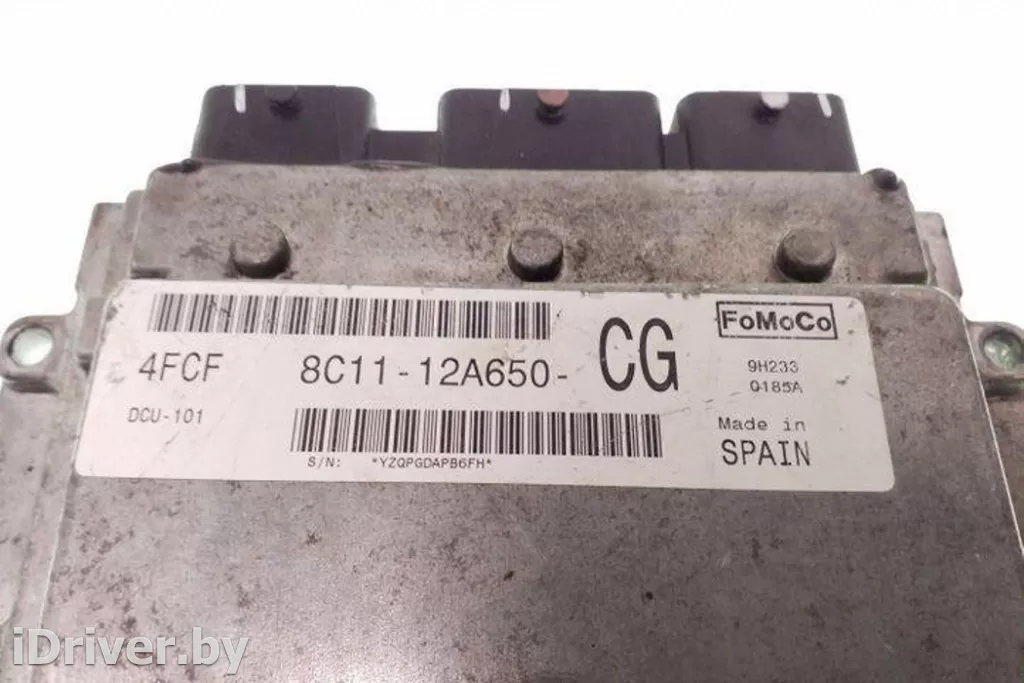 FoMoCo
4FCF 8C11-12A650- CG
9H233
Q185A
DCU-101
Made in
SPAIN
S/N: *YZQPGDAPB6FH*
iDriver.by